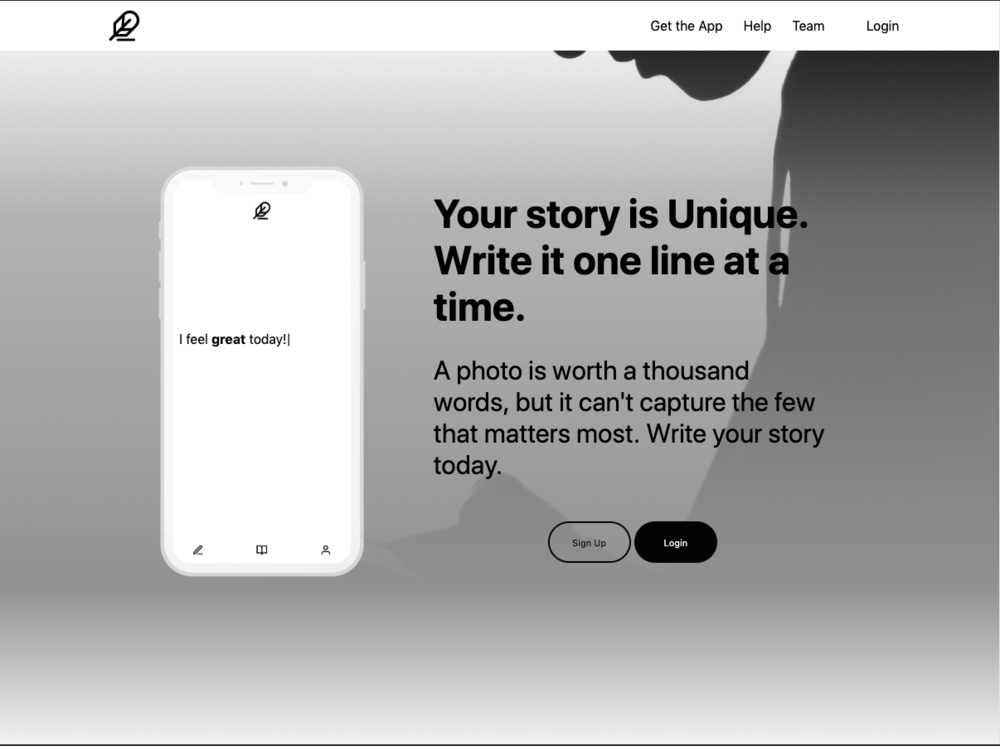 Get the App Help Team Login
Your story is Unique.
Write it one line at a
time.
I feel great today!|
A photo is worth a thousand
words, but it can't capture the few
that matters most. Write your story
today.
Sign Up Login